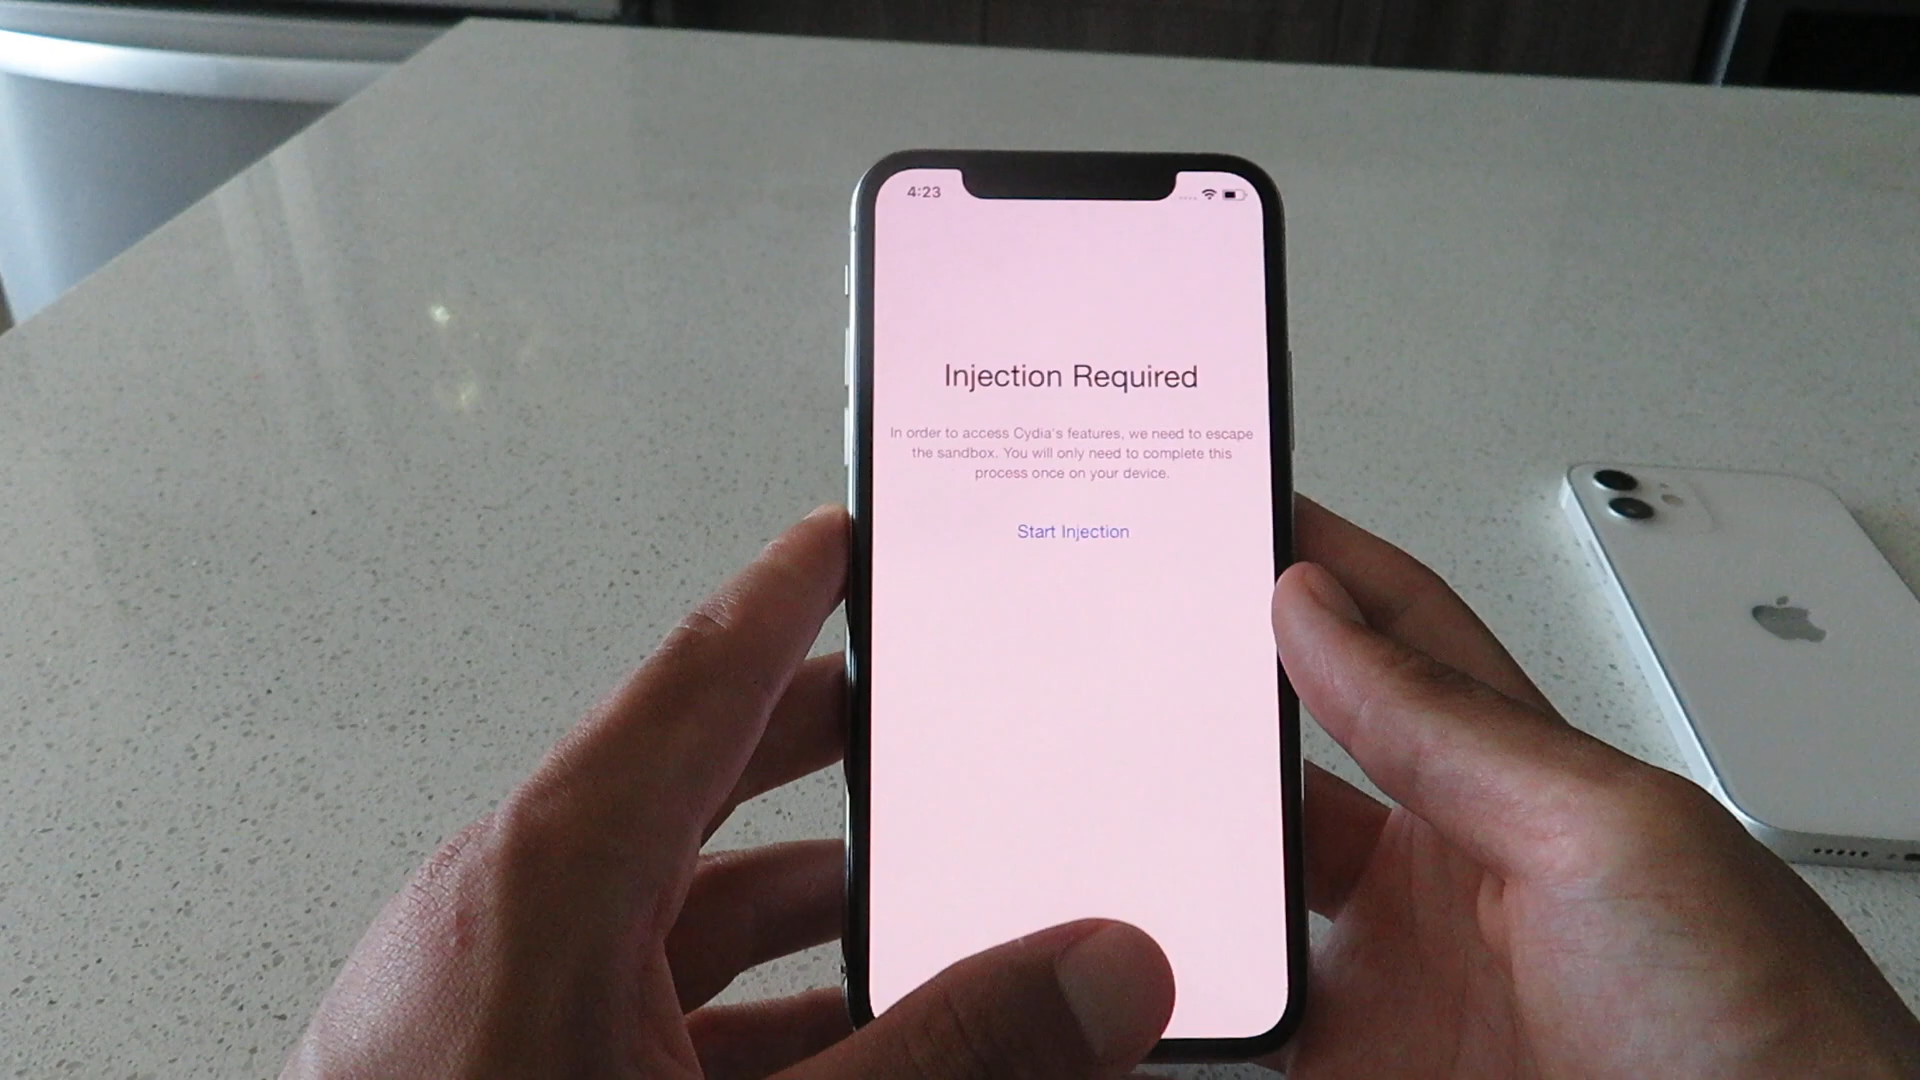 4:23
Injection Required
In order to access Cydia's features, we need to escape
the sandbox. You will only need to complete this
process once on your device.
Start Injection